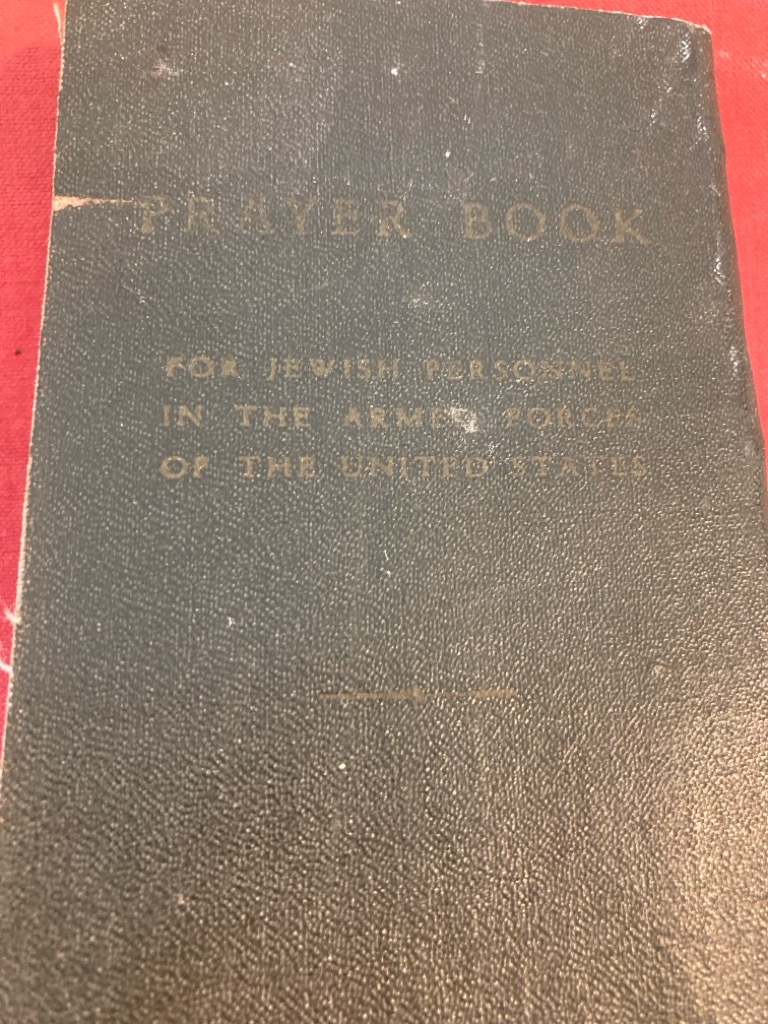 PRAYER BOOK
FOR JEWISH PERSONNEL
IN THE ARMED FORCES
OF THE UNITED STATES